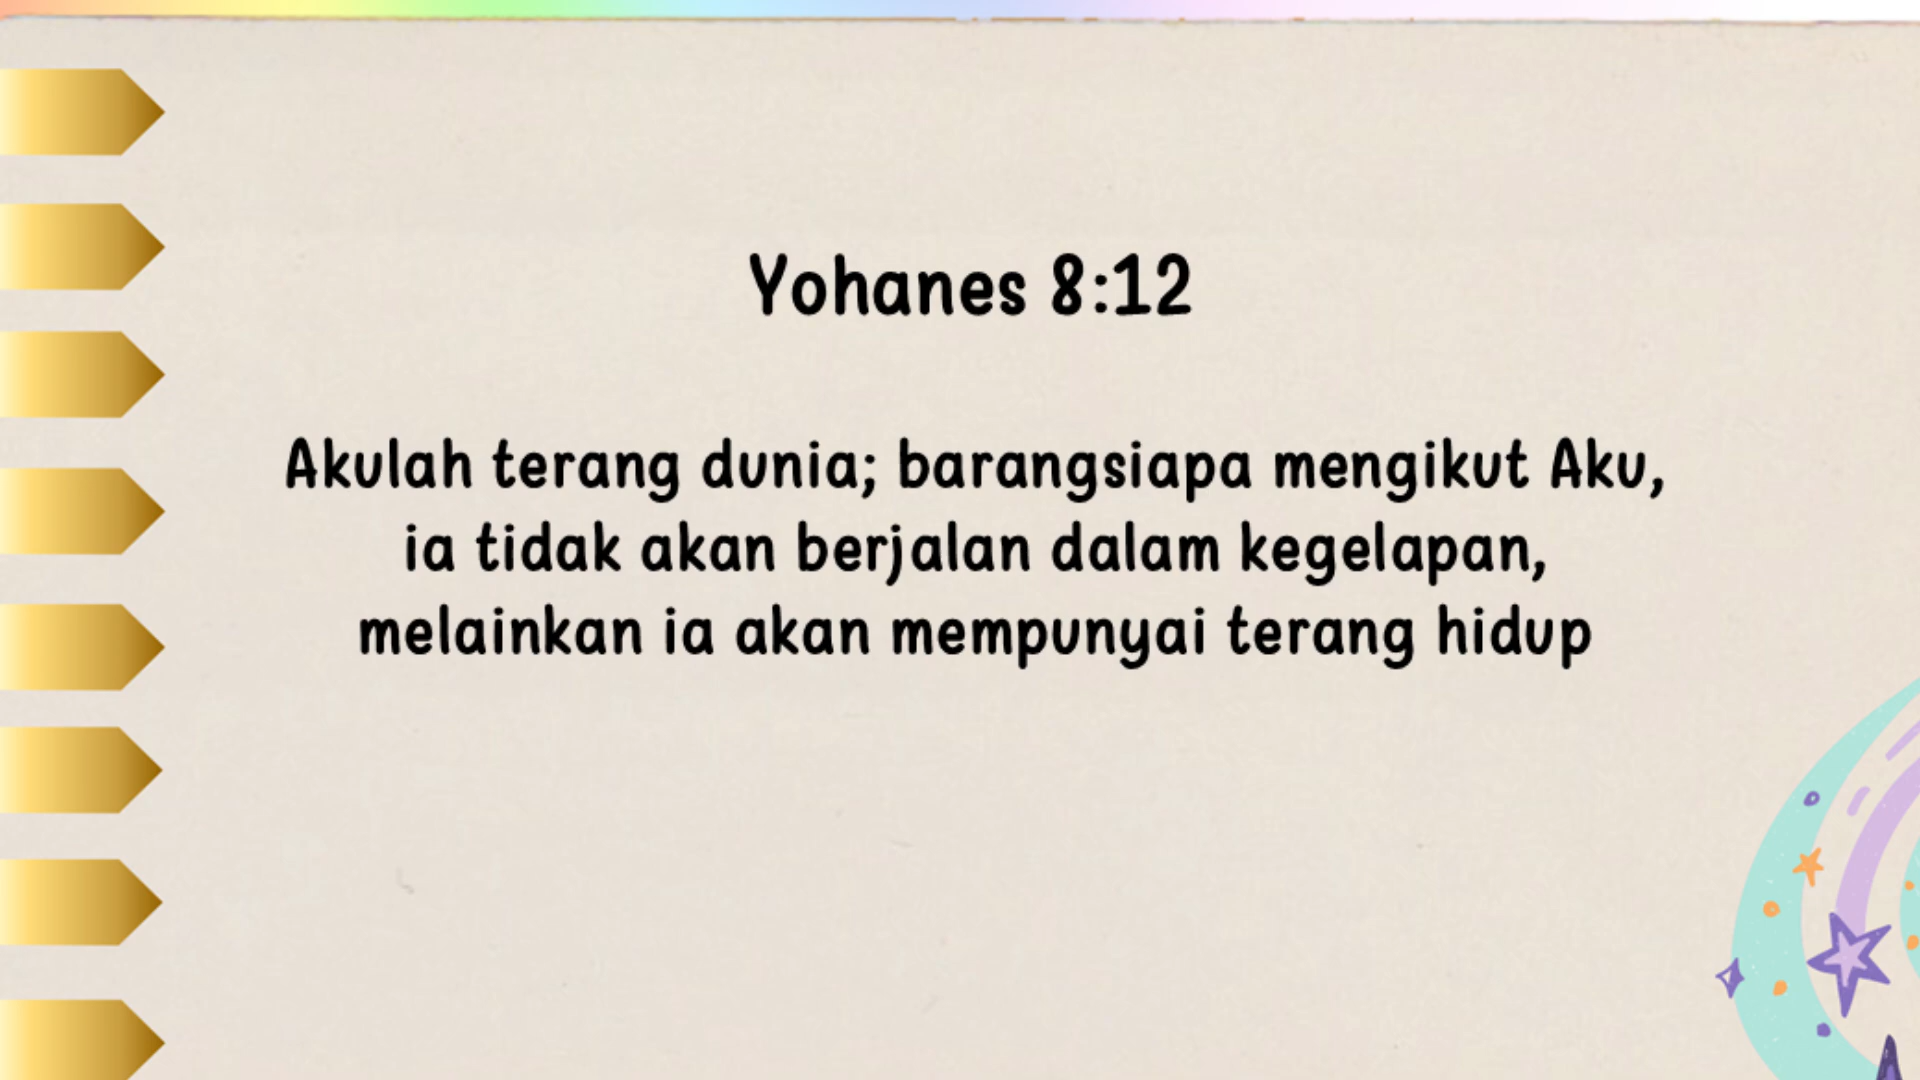 Yohanes 8:12
Akulah terang dunia; barangsiapa mengikut Aku,
ia tidak akan berjalan dalam kegelapan,
melainkan ia akan mempunyai terang hidup